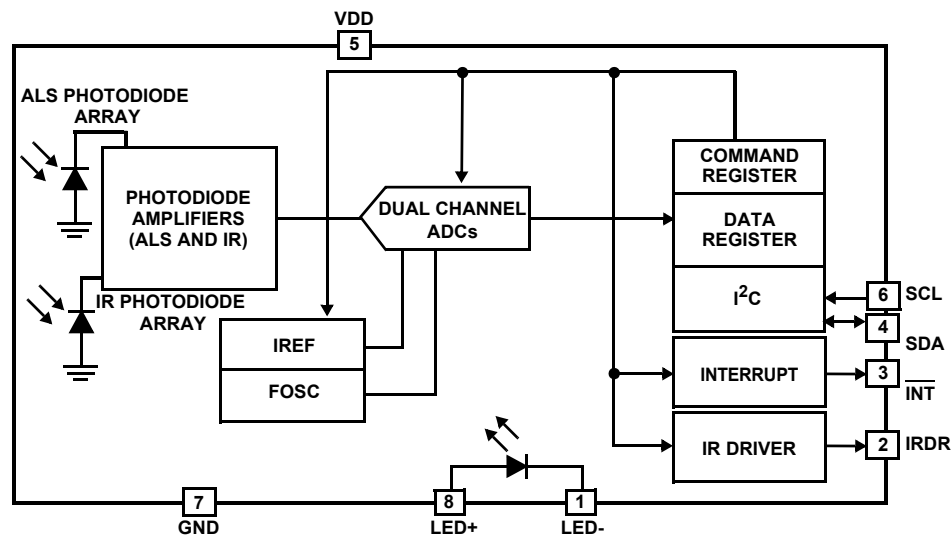 VDD
5
ALS PHOTODIODE
ARRAY
PHOTODIODE
AMPLIFIERS
(ALS AND IR)
IR PHOTODIODE
ARRAY
DUAL CHANNEL
ADCs
IREF
FOSC
COMMAND
REGISTER
DATA
REGISTER
I²C
INTERRUPT
IR DRIVER
6 SCL
4
SDA
3
INT
2 IRDR
7
GND
8
LED+
1
LED-